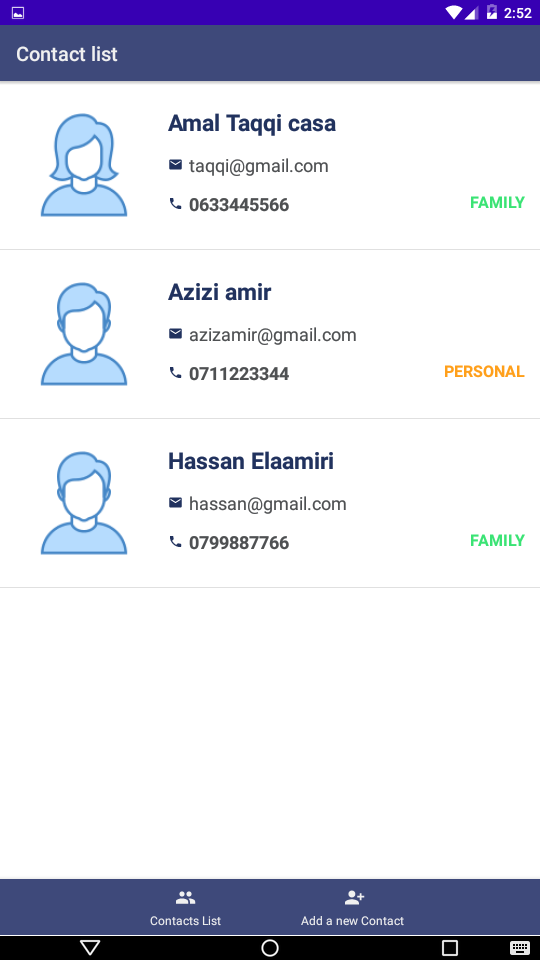 2:52
Contact list
Amal Taqqi casa
taqqi@gmail.com
0633445566
FAMILY
Azizi amir
azizamir@gmail.com
0711223344
PERSONAL
Hassan Elaamiri
hassan@gmail.com
0799887766
FAMILY
Contacts List
Add a new Contact